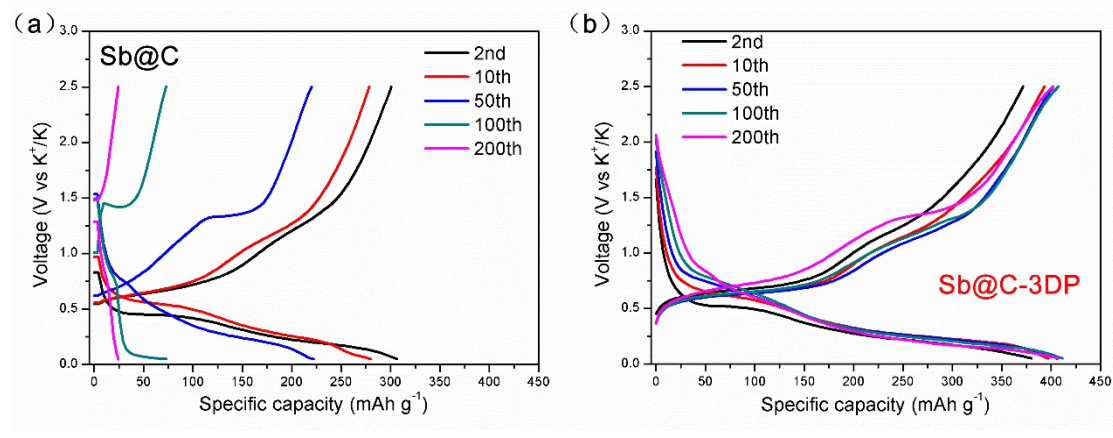 (a)
Sb@C
2nd
10th
50th
100th
200th
3.0
2.5
2.0
1.5
1.0
0.5
0.0
Voltage (V vs K⁺/K)
0 50 100 150 200 250 300 350 400 450
Specific capacity (mAh g⁻¹)
(b)
2nd
10th
50th
100th
200th
Sb@C-3DP
3.0
2.5
2.0
1.5
1.0
0.5
0.0
Voltage (V vs K⁺/K)
0 50 100 150 200 250 300 350 400 450
Specific capacity (mAh g⁻¹)